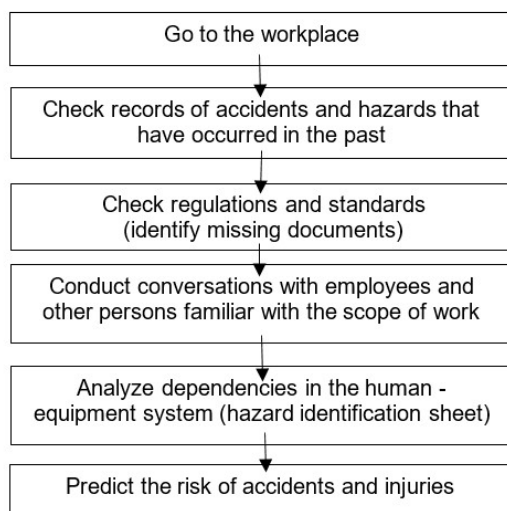 Go to the workplace
Check records of accidents and hazards that
have occurred in the past
Check regulations and standards
(identify missing documents)
Conduct conversations with employees and
other persons familiar with the scope of work
Analyze dependencies in the human -
equipment system (hazard identification sheet)
Predict the risk of accidents and injuries